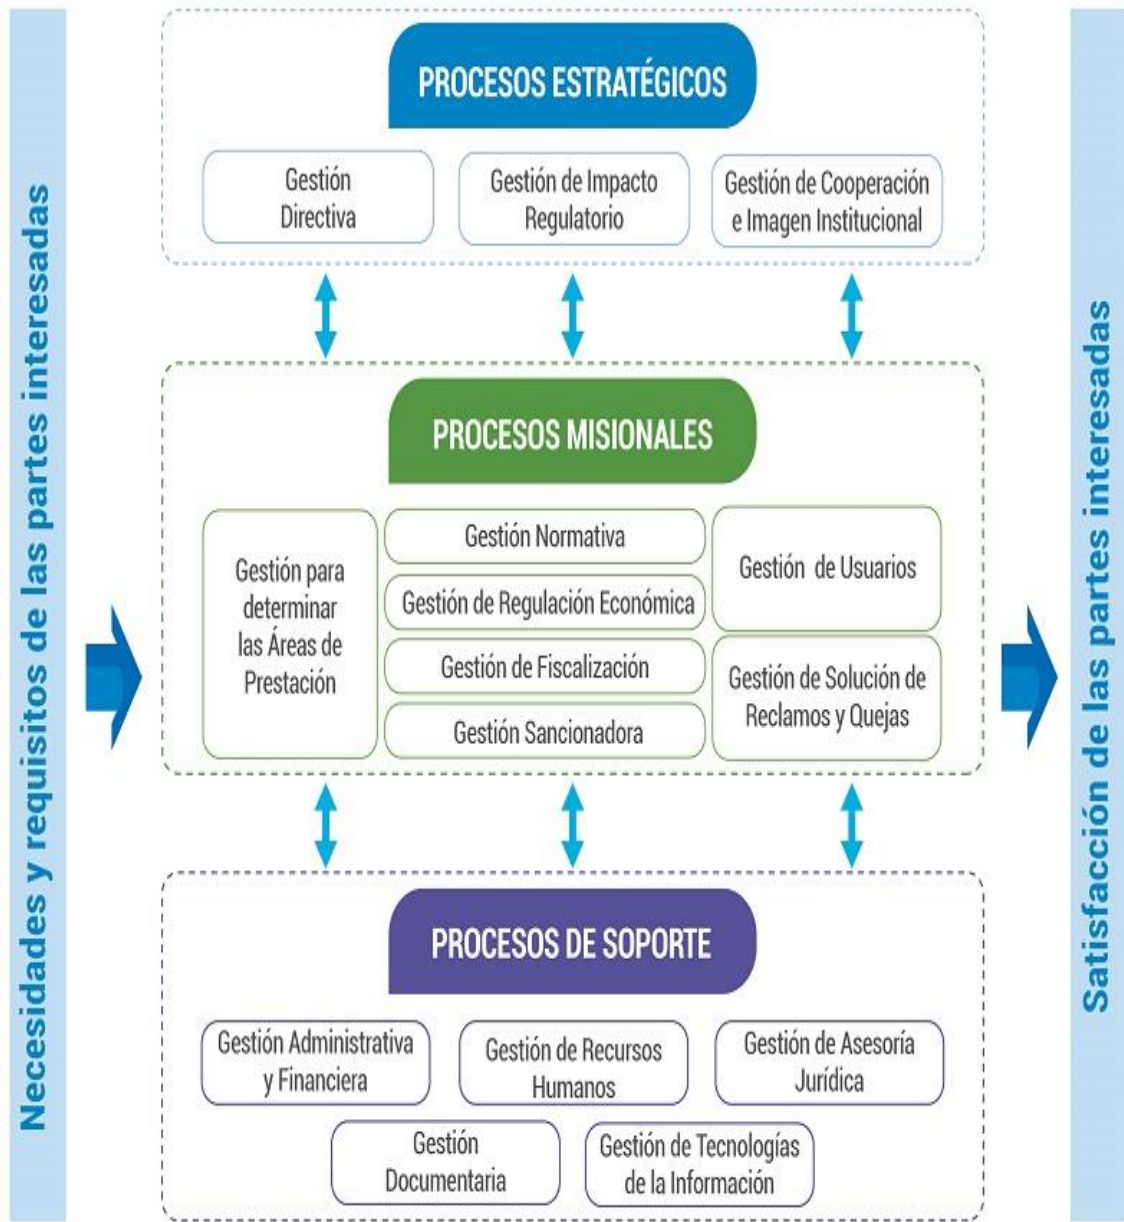 Necesidades y requisitos de las partes interesadas
PROCESOS ESTRATÉGICOS
Gestión
Directiva
Gestión de Impacto
Regulatorio
Gestión de Cooperación
e Imagen Institucional
PROCESOS MISIONALES
Gestión para
determinar
las Áreas de
Prestación
Gestión Normativa
Gestión de Regulación Económica
Gestión de Fiscalización
Gestión Sancionadora
Gestión de Usuarios
Gestión de Solución de
Reclamos y Quejas
PROCESOS DE SOPORTE
Gestión Administrativa
y Financiera
Gestión de Recursos
Humanos
Gestión de Asesoría
Jurídica
Gestión
Documentaria
Gestión de Tecnologías
de la Información
Satisfacción de las partes interesadas